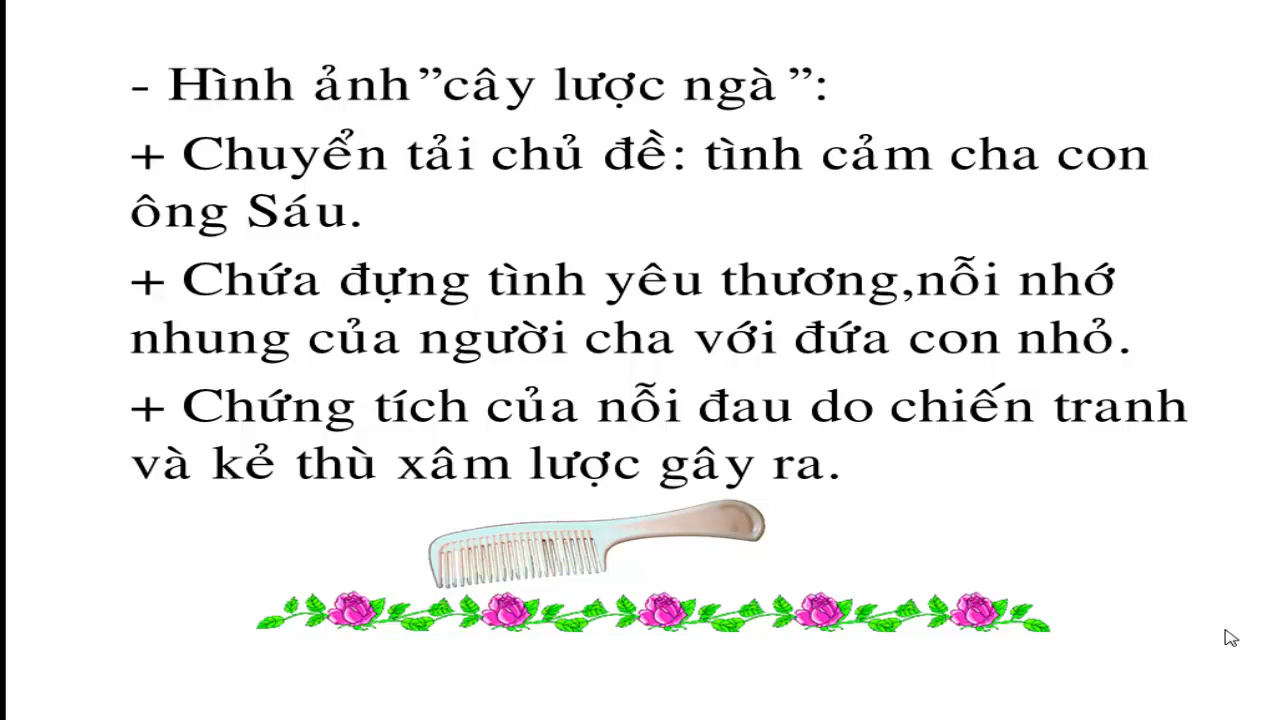 - Hình ảnh”cây lược ngà”:
+ Chuyển tải chủ đề: tình cảm cha con
ông Sáu.
+ Chứa đựng tình yêu thương,nỗi nhớ
nhung của người cha với đứa con nhỏ.
+ Chứng tích của nỗi đau do chiến tranh
và kẻ thù xâm lược gây ra.